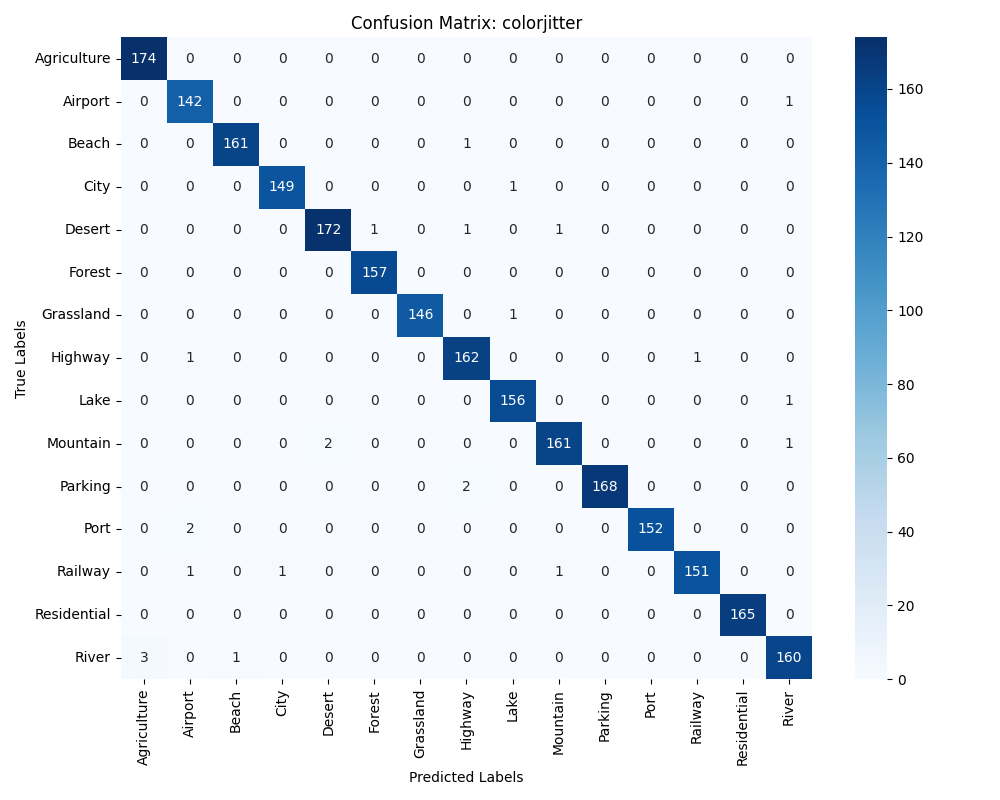 Confusion Matrix: colorjitter
True Labels
Agriculture 174 0 0 0 0 0 0 0 0 0 0 0 0 0 0
Airport 0 142 0 0 0 0 0 0 0 0 0 0 0 0 1
Beach 0 0 161 0 0 0 0 1 0 0 0 0 0 0 0
City 0 0 0 149 0 0 0 0 1 0 0 0 0 0 0
Desert 0 0 0 0 172 1 0 1 0 1 0 0 0 0 0
Forest 0 0 0 0 0 157 0 0 0 0 0 0 0 0 0
Grassland 0 0 0 0 0 0 146 0 1 0 0 0 0 0 0
Highway 0 1 0 0 0 0 0 162 0 0 0 0 1 0 0
Lake 0 0 0 0 0 0 0 0 156 0 0 0 0 0 1
Mountain 0 0 0 0 2 0 0 0 0 161 0 0 0 0 1
Parking 0 0 0 0 0 0 0 2 0 0 168 0 0 0 0
Port 0 2 0 0 0 0 0 0 0 0 0 152 0 0 0
Railway 0 1 0 1 0 0 0 0 0 1 0 0 151 0 0
Residential 0 0 0 0 0 0 0 0 0 0 0 0 0 165 0
River 3 0 1 0 0 0 0 0 0 0 0 0 0 0 160
Agriculture Airport Beach City Desert Forest Grassland Highway Lake Mountain Parking Port Railway Residential River
Predicted Labels
160
140
120
100
80
60
40
20
0